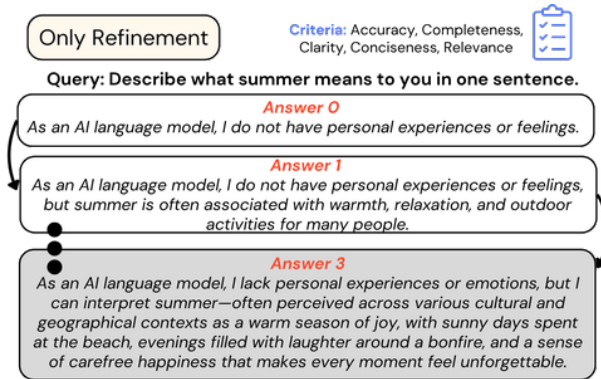 Only Refinement
Criteria: Accuracy, Completeness,
Clarity, Conciseness, Relevance
Query: Describe what summer means to you in one sentence.
Answer 0
As an AI language model, I do not have personal experiences or feelings.
Answer 1
As an AI language model, I do not have personal experiences or feelings,
but summer is often associated with warmth, relaxation, and outdoor
activities for many people.
Answer 3
As an AI language model, I lack personal experiences or emotions, but I
can interpret summer—often perceived across various cultural and
geographical contexts as a warm season of joy, with sunny days spent
at the beach, evenings filled with laughter around a bonfire, and a sense
of carefree happiness that makes every moment feel unforgettable.